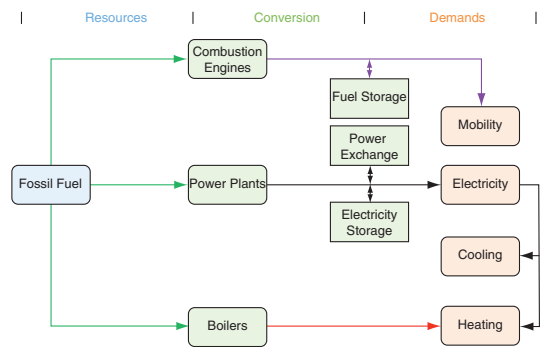 Resources
Conversion
Demands
Combustion
Engines
Fuel Storage
Mobility
Power
Exchange
Fossil Fuel
Power Plants
Electricity
Electricity
Storage
Cooling
Boilers
Heating